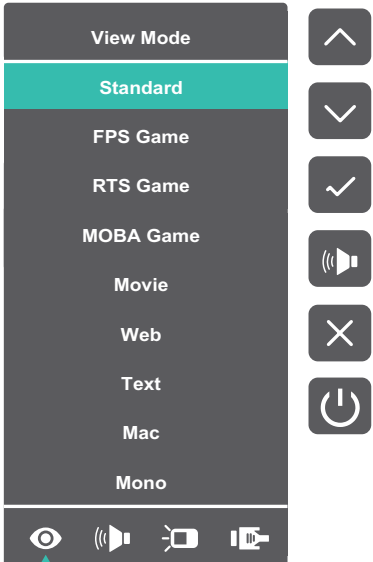 View Mode
Standard
FPS Game
RTS Game
MOBA Game
Movie
Web
Text
Mac
Mono